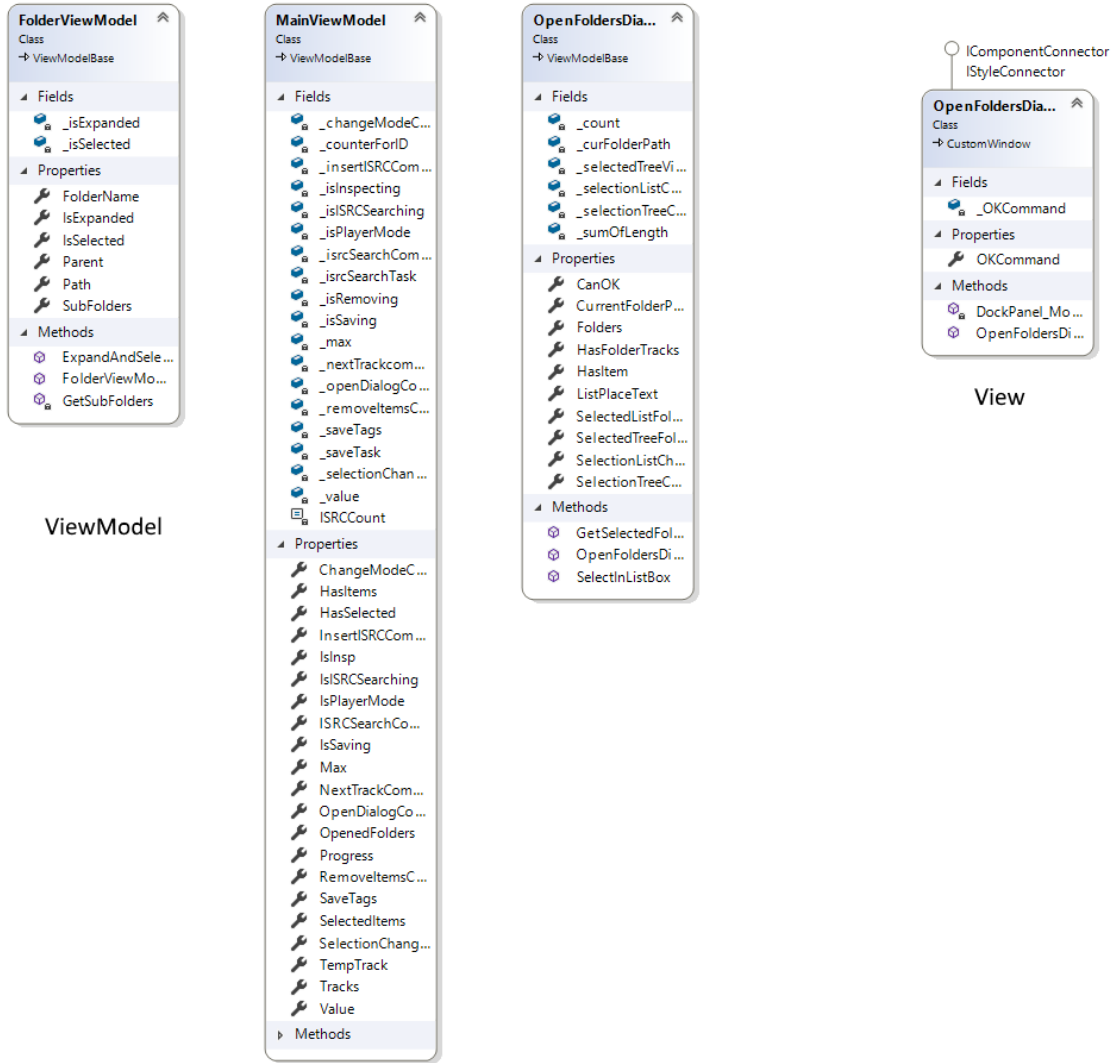 FolderViewModel
Class
ViewModelBase
Fields
_isExpanded
_isSelected
Properties
FolderName
IsExpanded
IsSelected
Parent
Path
SubFolders
Methods
ExpandAndSele...
FolderViewMo...
GetSubFolders
ViewModel
MainViewModel
Class
ViewModelBase
Fields
_changeModeC...
_counterForID
_insertISRCCom...
_isInspecting
_isISRCSearching
_isPlayerMode
_isrcSearchCom...
_isrcSearchTask
_isRemoving
_isSaving
_max
_nextTrackcom...
_openDialogCo...
_removeItemsC...
_saveTags
_saveTask
_selectionChan...
_value
ISRCCount
Properties
ChangeModeC...
HasItems
HasSelected
InsertISRCCom...
IsInsp
IsISRCSearching
IsPlayerMode
ISRCSearchCo...
IsSaving
Max
NextTrackCom...
OpenDialogCo...
OpenedFolders
Progress
RemoveItemsC...
SaveTags
SelectedItems
SelectionChang...
TempTrack
Tracks
Value
Methods
OpenFoldersDia...
Class
ViewModelBase
Fields
_count
_curFolderPath
_selectedTreeVi...
_selectionListC...
_selectionTreeC...
_sumOfLength
Properties
CanOK
CurrentFolderP...
Folders
HasFolderTracks
HasItem
ListPlaceText
SelectedListFol...
SelectedTreeFol...
SelectionListCh...
SelectionTreeC...
Methods
GetSelectedFol...
OpenFoldersDi...
SelectInListBox
IComponentConnector
IStyleConnector
OpenFoldersDia...
Class
CustomWindow
Fields
_OKCommand
Properties
OKCommand
Methods
DockPanel_Mo...
OpenFoldersDi...
View